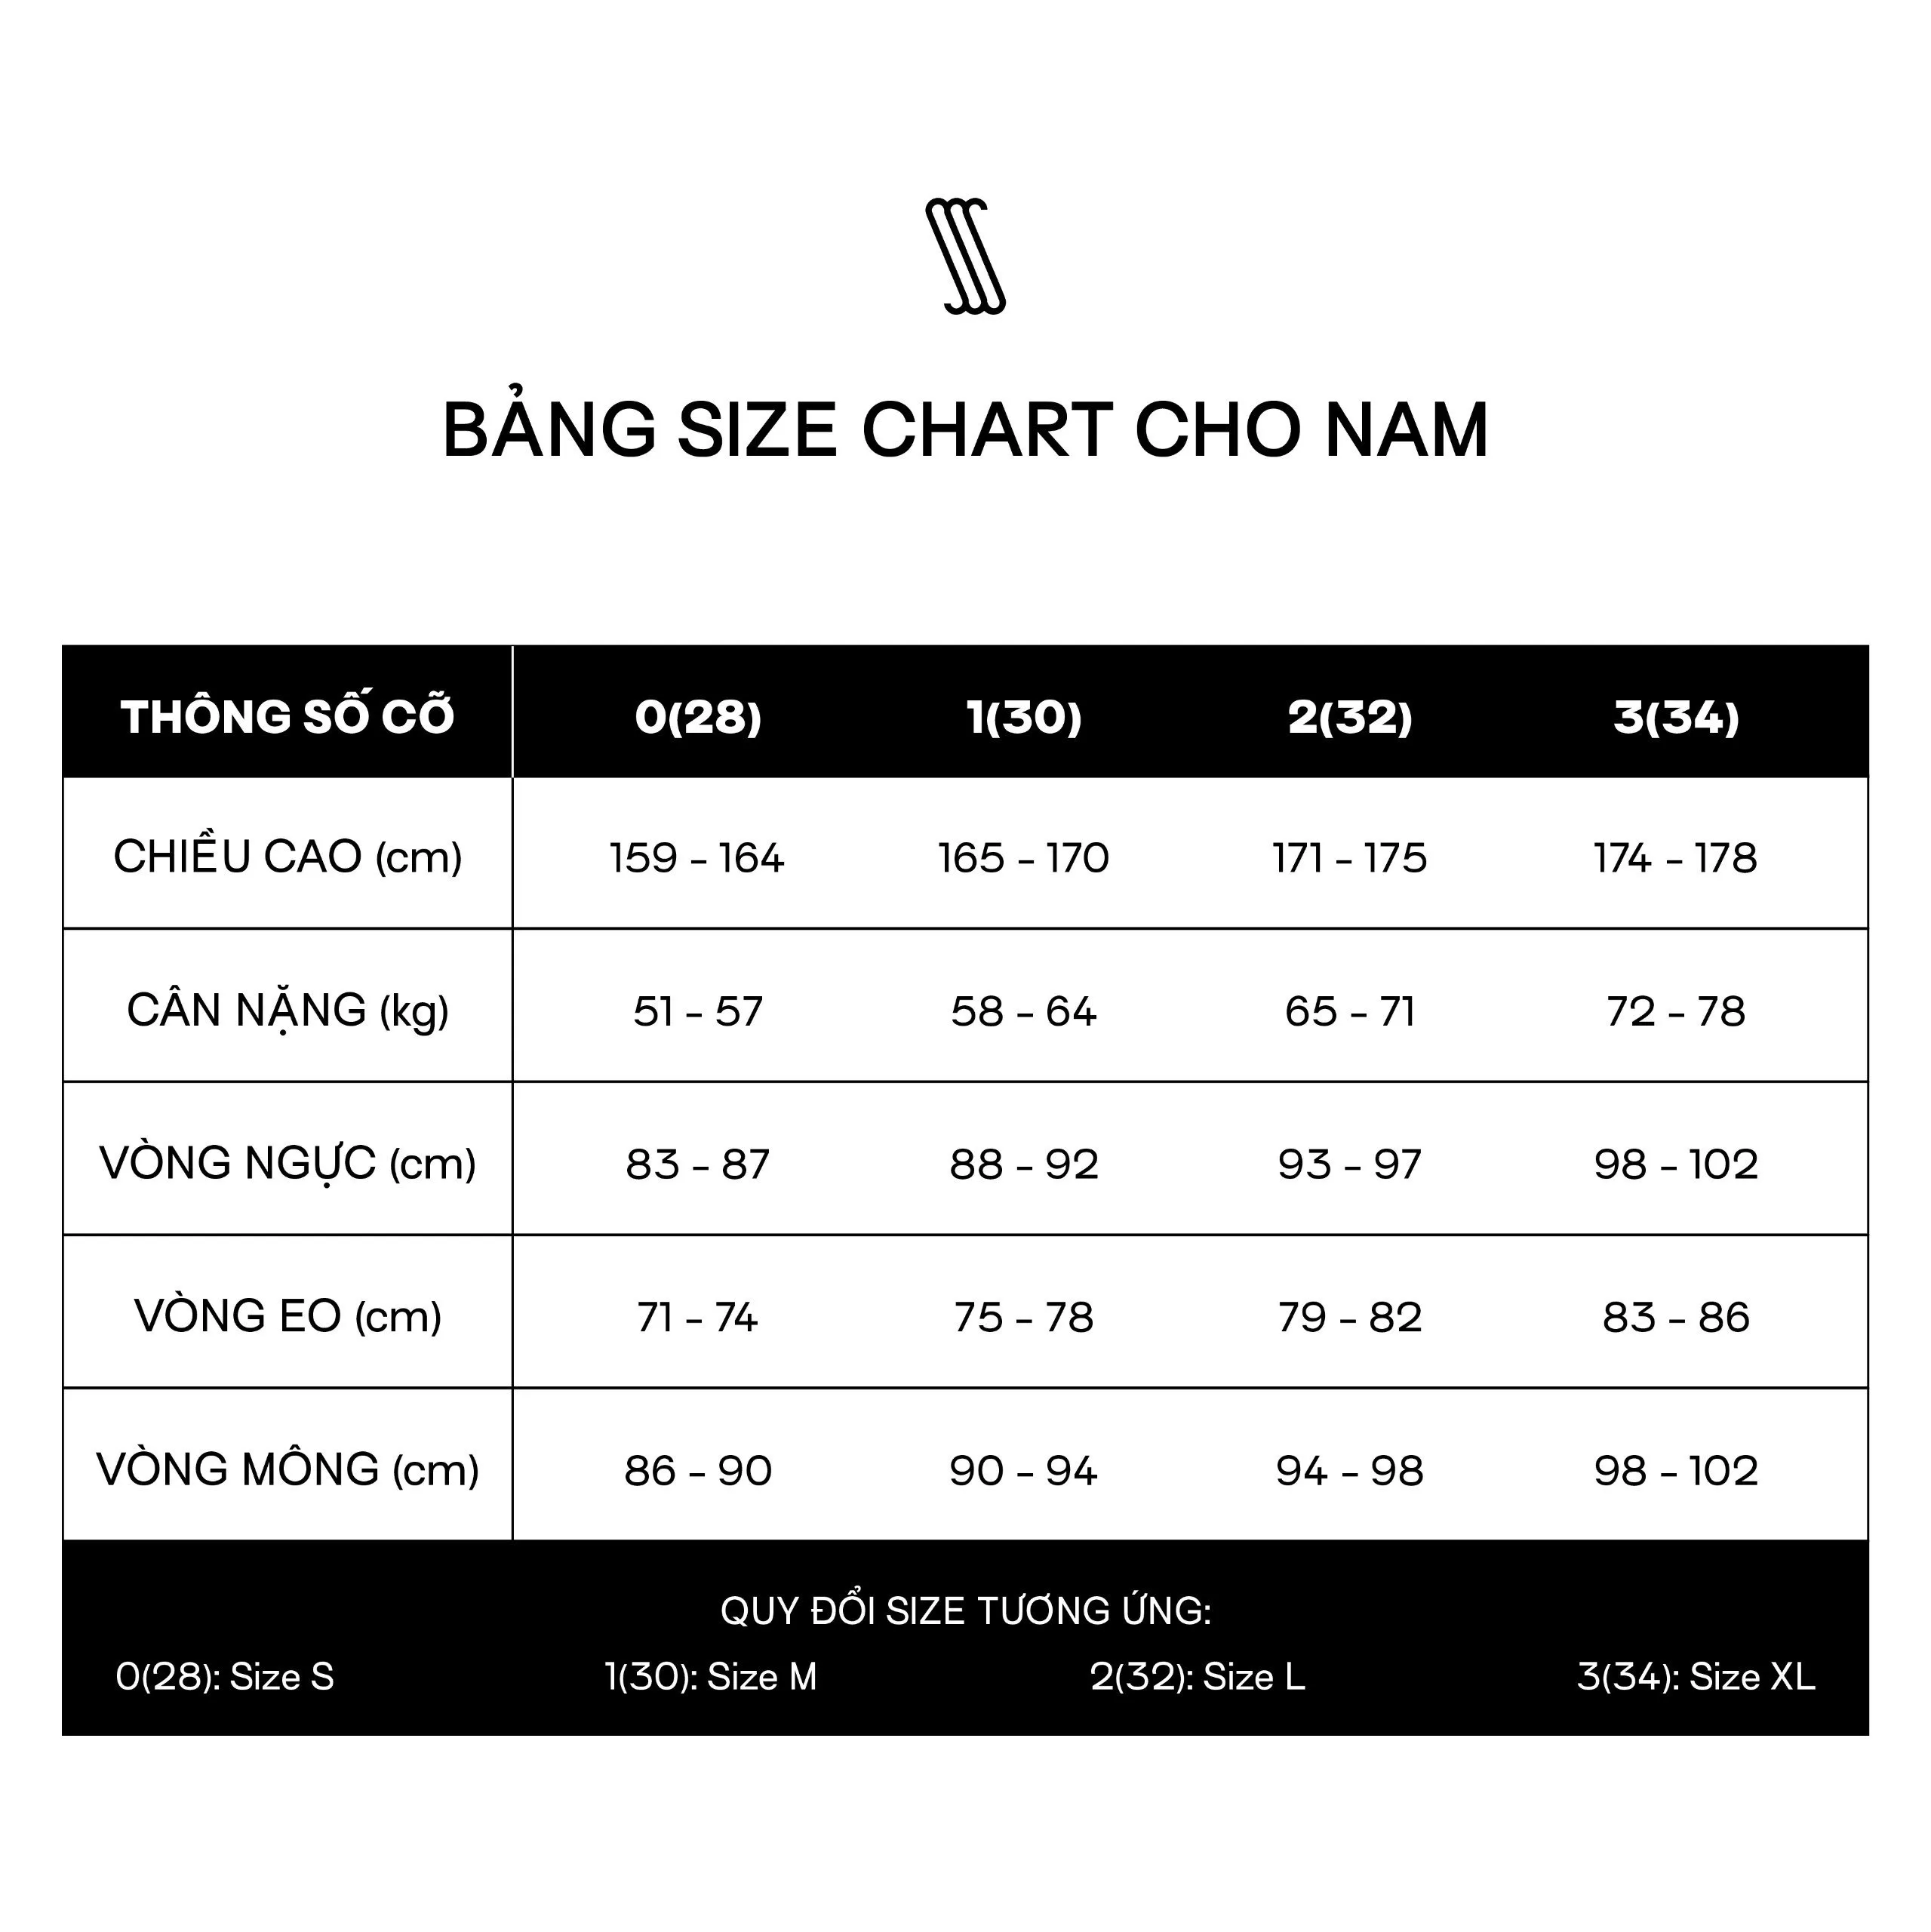 BẢNG SIZE CHART CHO NAM
THÔNG SỐ CỠ 0(28) 1(30) 2(32) 3(34)
CHIỀU CAO (cm) 159 - 164 165 - 170 171 - 175 174 - 178
CÂN NẶNG (kg) 51 - 57 58 - 64 65 - 71 72 - 78
VÒNG NGỰC (cm) 83 - 87 88 - 92 93 - 97 98 - 102
VÒNG EO (cm) 71 - 74 75 - 78 79 - 82 83 - 86
VÒNG MÔNG (cm) 86 - 90 90 - 94 94 - 98 98 - 102
QUY ĐỔI SIZE TƯƠNG ỨNG:
0(28): Size S 1(30): Size M 2(32): Size L 3(34): Size XL